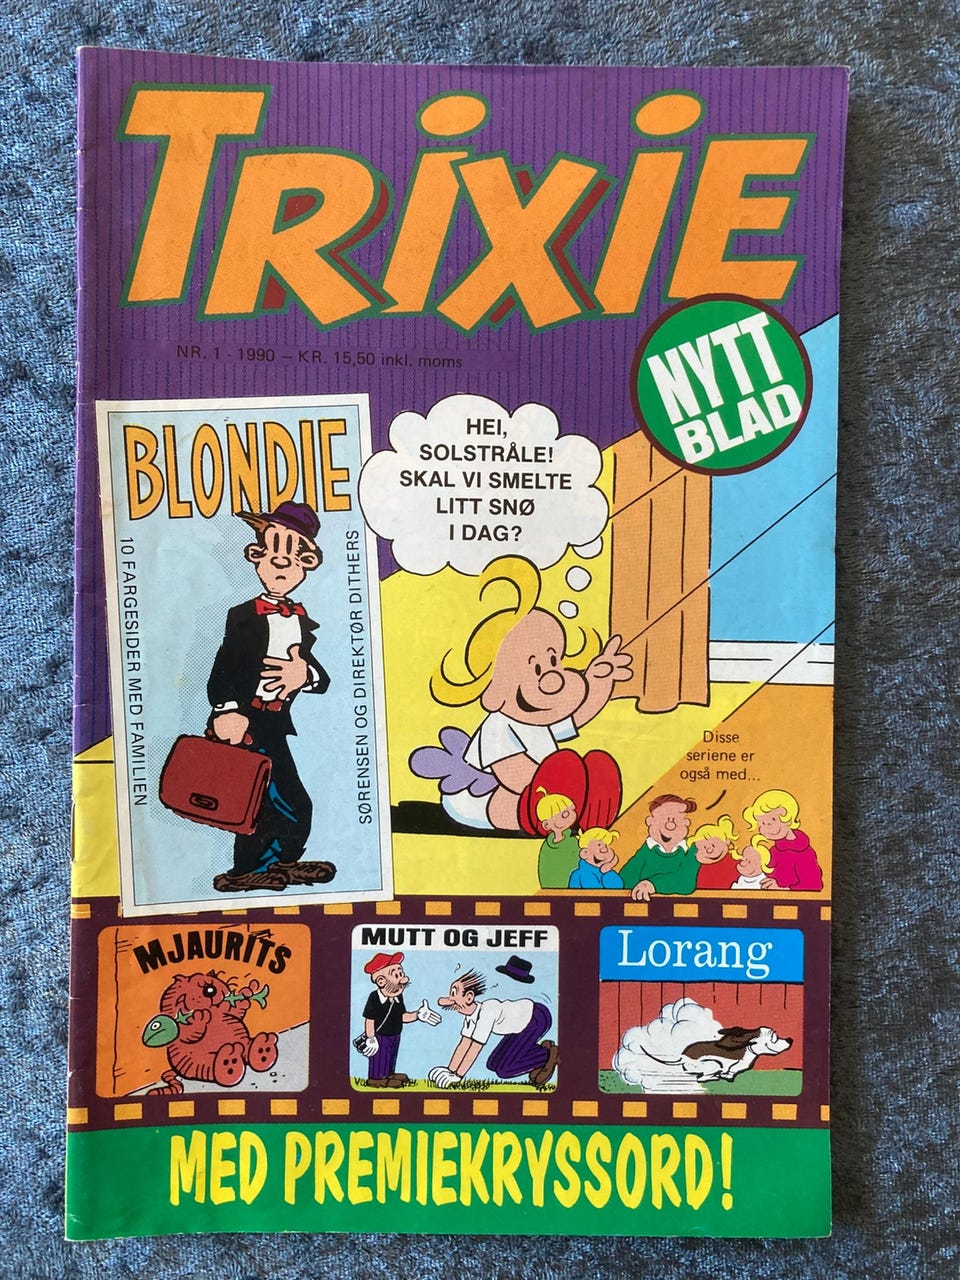 TRiXiE
NR. 1 - 1990 – KR. 15,50 inkl. moms
NYTT
BLAD
BLONDIE
10 FARGESIDER MED FAMILIEN
SØRENSEN OG DIREKTØR DITHERS
HEI,
SOLSTRÅLE!
SKAL VI SMELTE
LITT SNØ
I DAG?
Disse
seriene er
også med...
MJAURITS
MUTT OG JEFF
Lorang
MED PREMIEKRYSSORD!